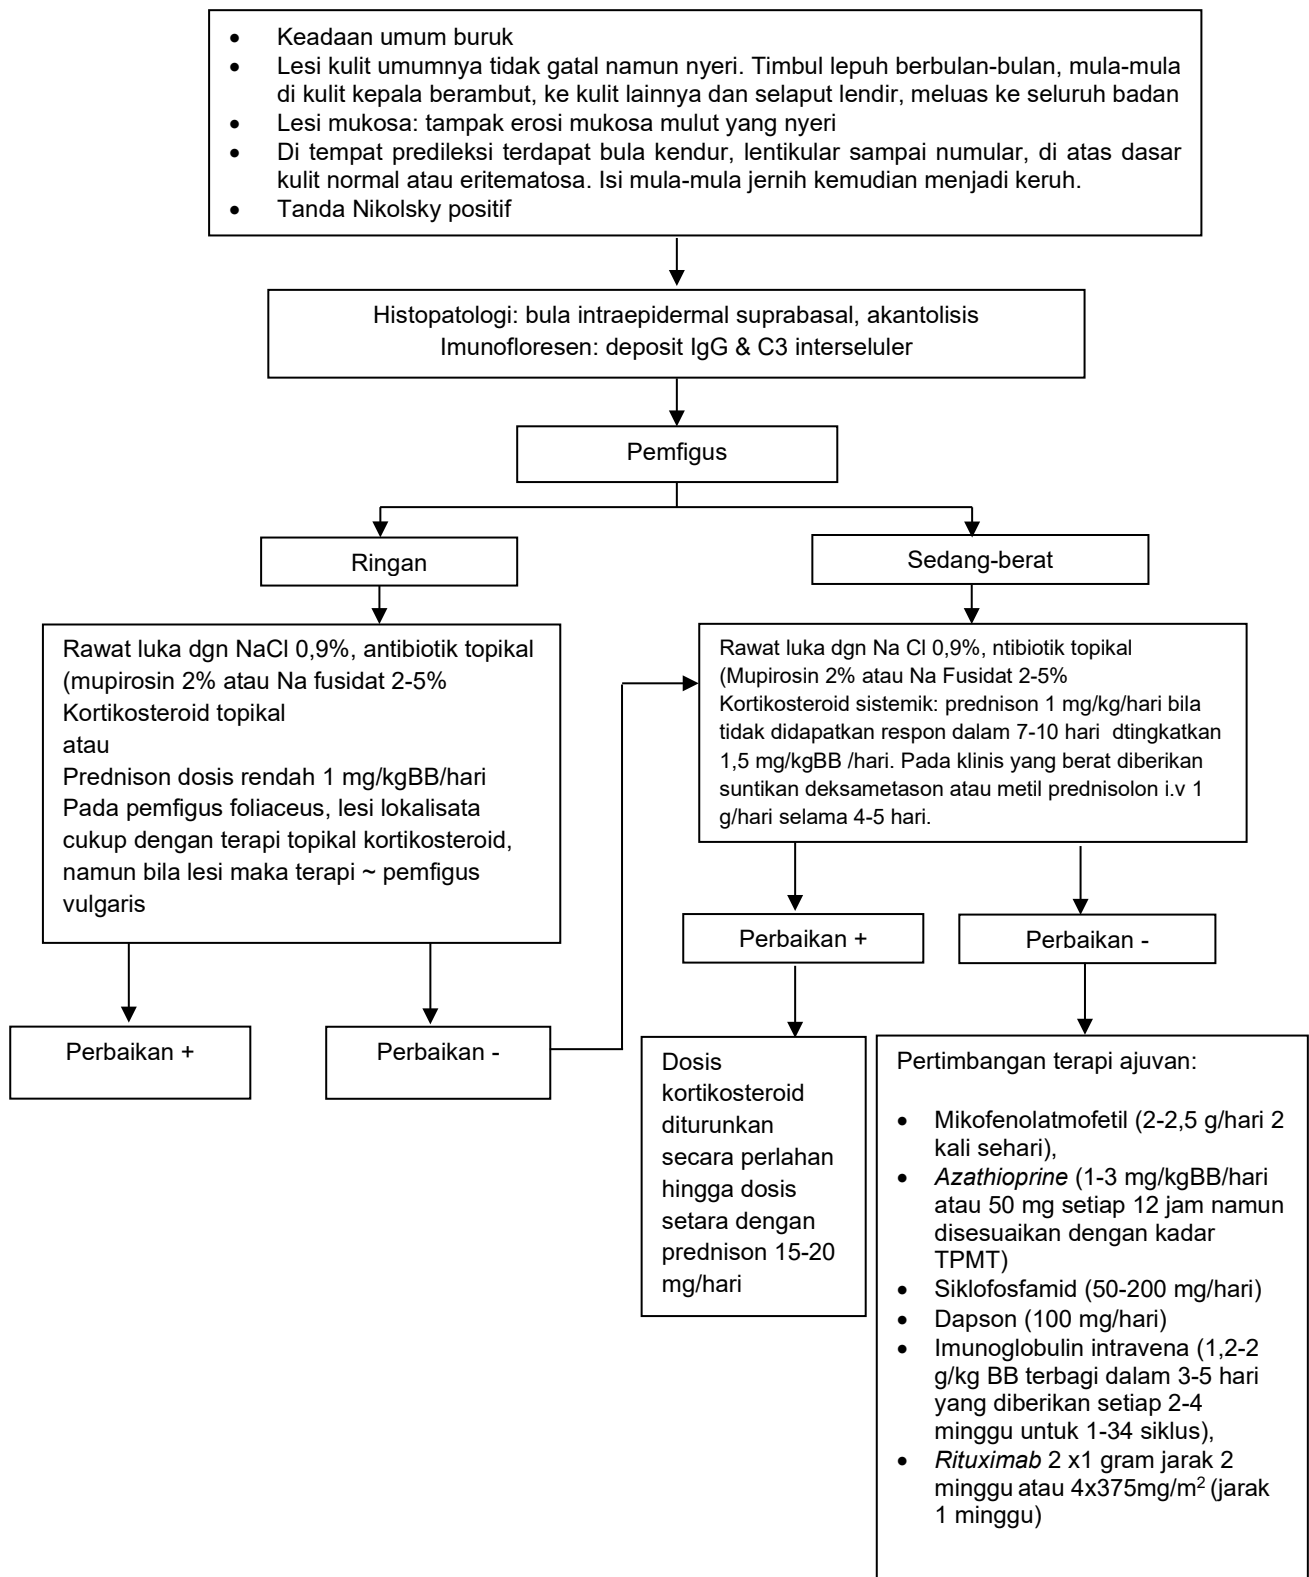 • Keadaan umum buruk
• Lesi kulit umumnya tidak gatal namun nyeri. Timbul lepuh berbulan-bulan, mula-mula
di kulit kepala berambut, ke kulit lainnya dan selaput lendir, meluas ke seluruh badan
• Lesi mukosa: tampak erosi mukosa mulut yang nyeri
• Di tempat predileksi terdapat bula kendur, lentikular sampai numular, di atas dasar
kulit normal atau eritematosa. Isi mula-mula jernih kemudian menjadi keruh.
• Tanda Nikolsky positif
Histopatologi: bula intraepidermal suprabasal, akantolisis
Imunofloresen: deposit IgG & C3 interseluler
Pemfigus
Ringan
Sedang-berat
Rawat luka dgn NaCl 0,9%, antibiotik topikal
(mupirosin 2% atau Na fusidat 2-5%
Kortikosteroid topikal
atau
Prednison dosis rendah 1 mg/kgBB/hari
Pada pemfigus foliaceus, lesi lokalisata
cukup dengan terapi topikal kortikosteroid,
namun bila lesi maka terapi ~ pemfigus
vulgaris
Rawat luka dgn Na Cl 0,9%, ntibiotik topikal
(Mupirosin 2% atau Na Fusidat 2-5%
Kortikosteroid sistemik: prednison 1 mg/kg/hari bila
tidak didapatkan respon dalam 7-10 hari dtingkatkan
1,5 mg/kgBB /hari. Pada klinis yang berat diberikan
suntikan deksametason atau metil prednisolon i.v 1
g/hari selama 4-5 hari.
Perbaikan +
Perbaikan -
Perbaikan +
Perbaikan -
Dosis
kortikosteroid
diturunkan
secara perlahan
hingga dosis
setara dengan
prednison 15-20
mg/hari
Pertimbangan terapi ajuvan:
• Mikofenolatmofetil (2-2,5 g/hari 2
kali sehari),
• Azathioprine (1-3 mg/kgBB/hari
atau 50 mg setiap 12 jam namun
disesuaikan dengan kadar
TPMT)
• Siklofosfamid (50-200 mg/hari)
• Dapson (100 mg/hari)
• Imunoglobulin intravena (1,2-2
g/kg BB terbagi dalam 3-5 hari
yang diberikan setiap 2-4
minggu untuk 1-34 siklus),
• Rituximab 2 x1 gram jarak 2
minggu atau 4x375mg/m² (jarak
1 minggu)